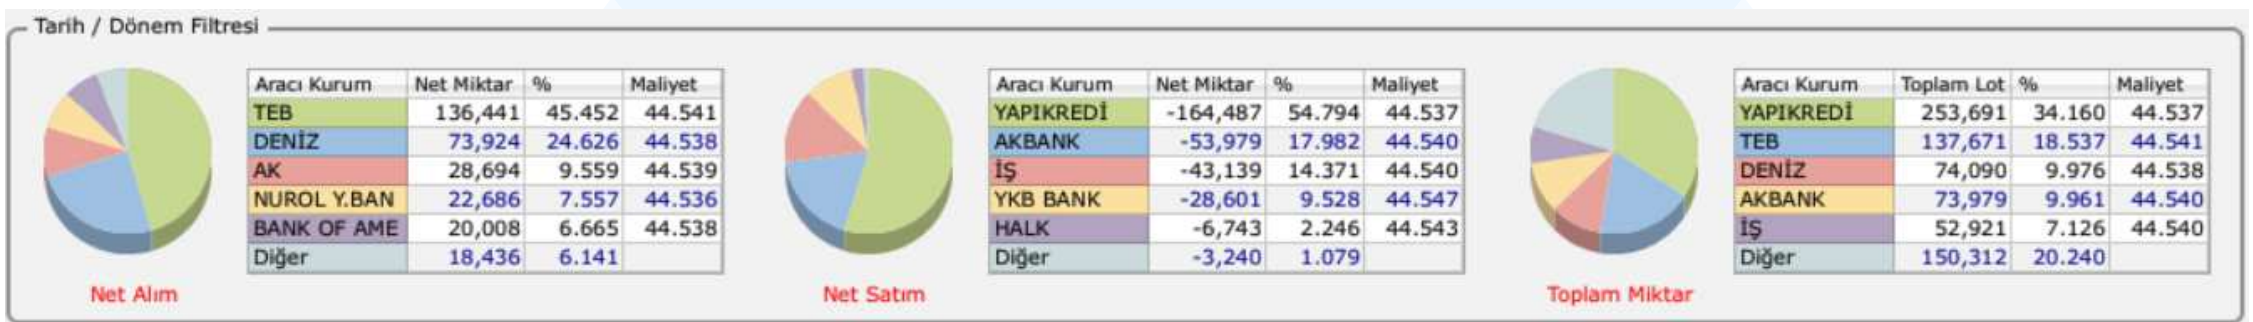 Tarih / Dönem Filtresi
Aracı Kurum Net Miktar % Maliyet
TEB 136,441 45.452 44.541
DENİZ 73,924 24.626 44.538
AK 28,694 9.559 44.539
NUROL Y.BAN 22,686 7.557 44.536
BANK OF AME 20,008 6.665 44.538
Diğer 18,436 6.141
Net Alım
Aracı Kurum Net Miktar % Maliyet
YAPIKREDİ -164,487 54.794 44.537
AKBANK -53,979 17.982 44.540
İŞ -43,139 14.371 44.540
YKB BANK -28,601 9.528 44.547
HALK -6,743 2.246 44.543
Diğer -3,240 1.079
Net Satım
Aracı Kurum Toplam Lot % Maliyet
YAPIKREDİ 253,691 34.160 44.537
TEB 137,671 18.537 44.541
DENİZ 74,090 9.976 44.538
AKBANK 73,979 9.961 44.540
İŞ 52,921 7.126 44.540
Diğer 150,312 20.240
Toplam Miktar